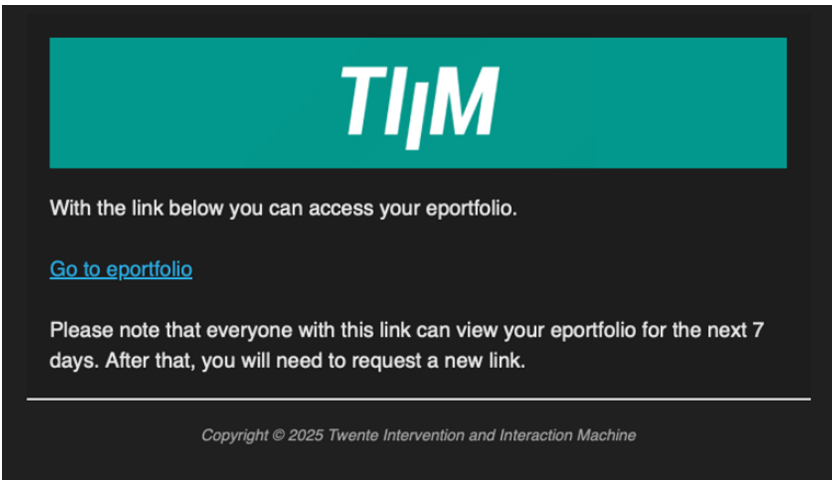 TIIM
With the link below you can access your eportfolio.
Go to eportfolio
Please note that everyone with this link can view your eportfolio for the next 7
days. After that, you will need to request a new link.
Copyright © 2025 Twente Intervention and Interaction Machine